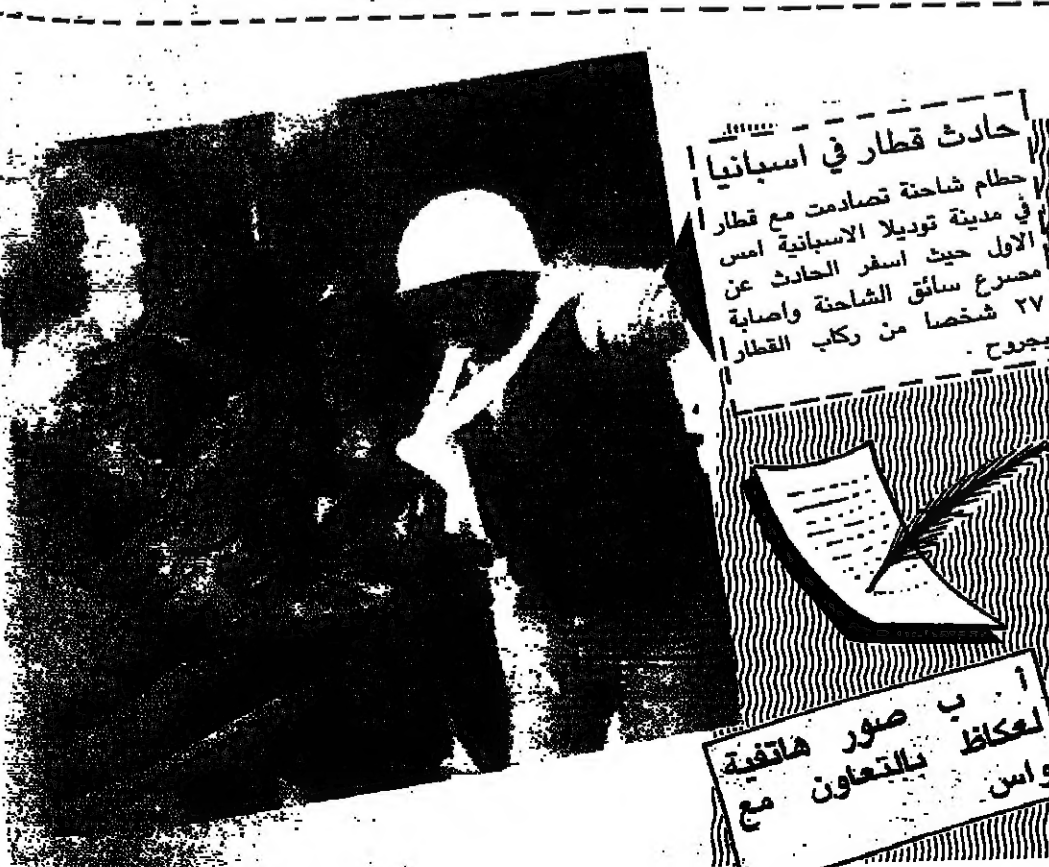 حادث قطار في اسبانيا
حطام شاحنة تصادمت مع قطار
في مدينة توديلا الاسبانية امس
الاول حيث اسفر الحادث عن
مصرع سائق الشاحنة واصابة
٢٧ شخصا من ركاب القطار
بجروح .
أ . ب صور هاتفية
لعكاظ بالتعاون مع
واس